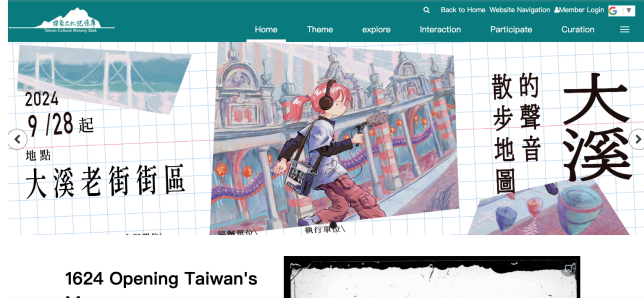 Back to Home Website Navigation Member Login
國家文化記憶庫
Taiwan Cultural Memory Bank
Home Theme explore Interaction Participate Curation
2024
9/28 起
地點
大溪老街街區
大溪
的聲音
散步地圖
執行單位
1624 Opening Taiwan's